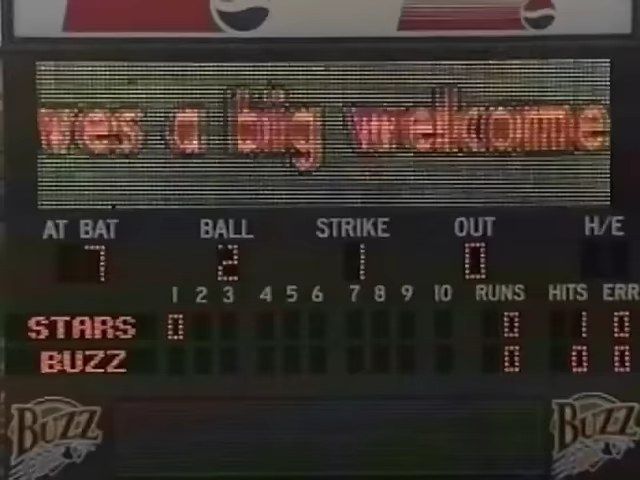 wes a big welcome
AT BAT BALL STRIKE OUT H/E
7 2 1 0
1 2 3 4 5 6 7 8 9 10 RUNS HITS ERR
STARS 0 0 1 0
BUZZ 0 0 0
BUZZ BUZZ